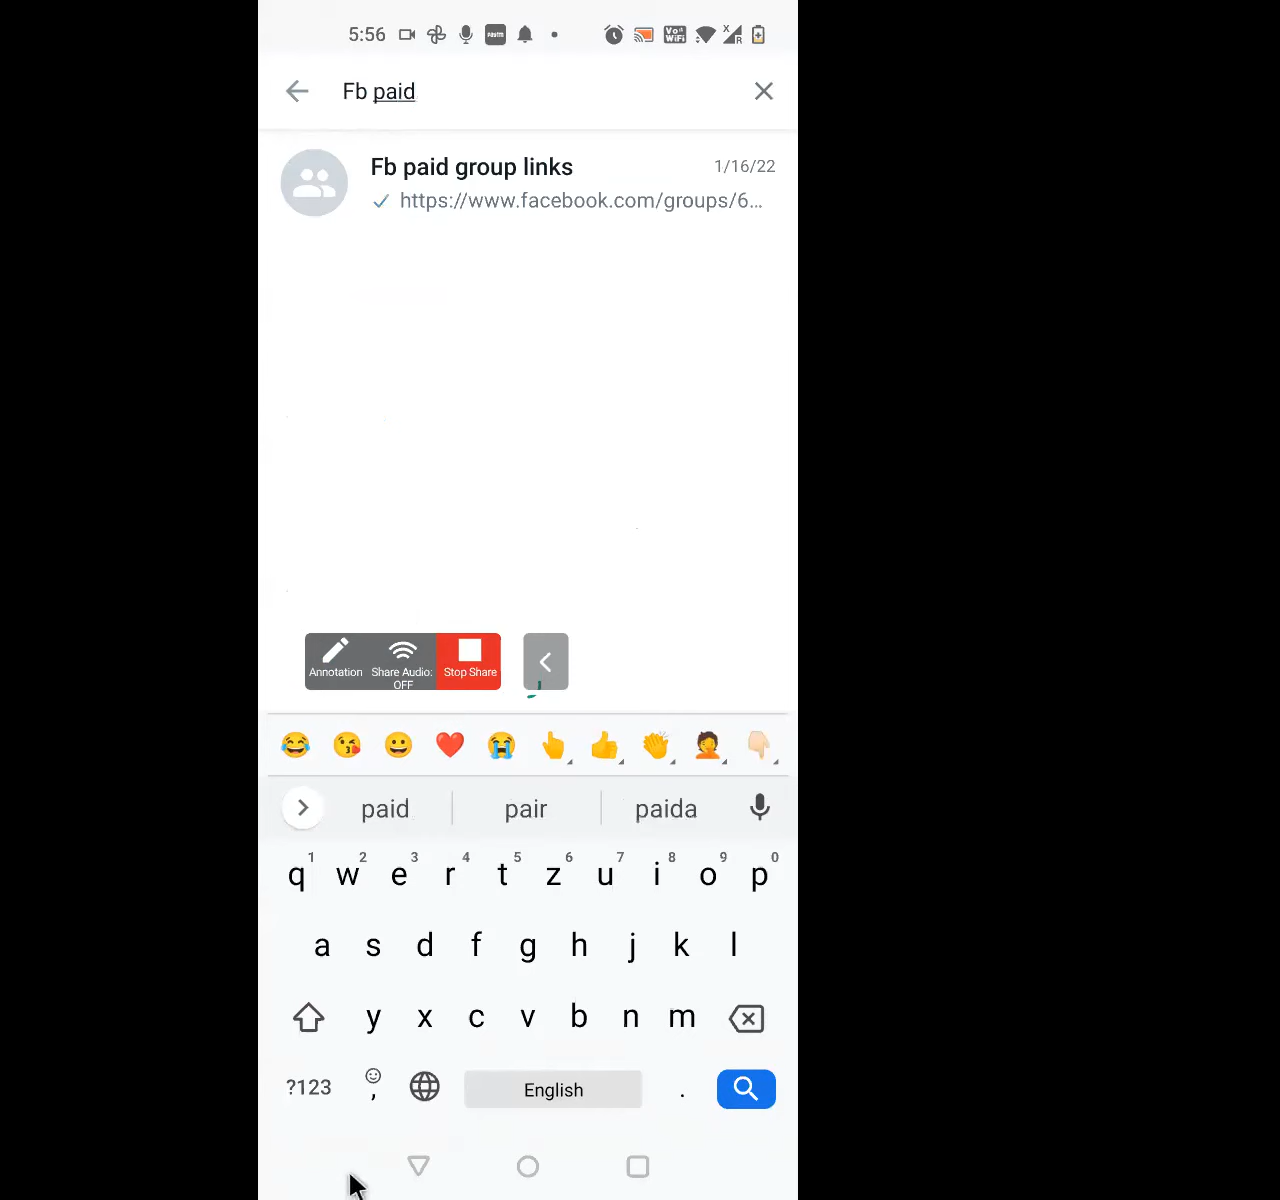 5:56
Fb paid
Fb paid group links 1/16/22
https://www.facebook.com/groups/6...
Annotation Share Audio: OFF Stop Share
paid pair paida
1 2 3 4 5 6 7 8 9 0
q w e r t z u i o p
a s d f g h j k l
y x c v b n m
?123 , English .